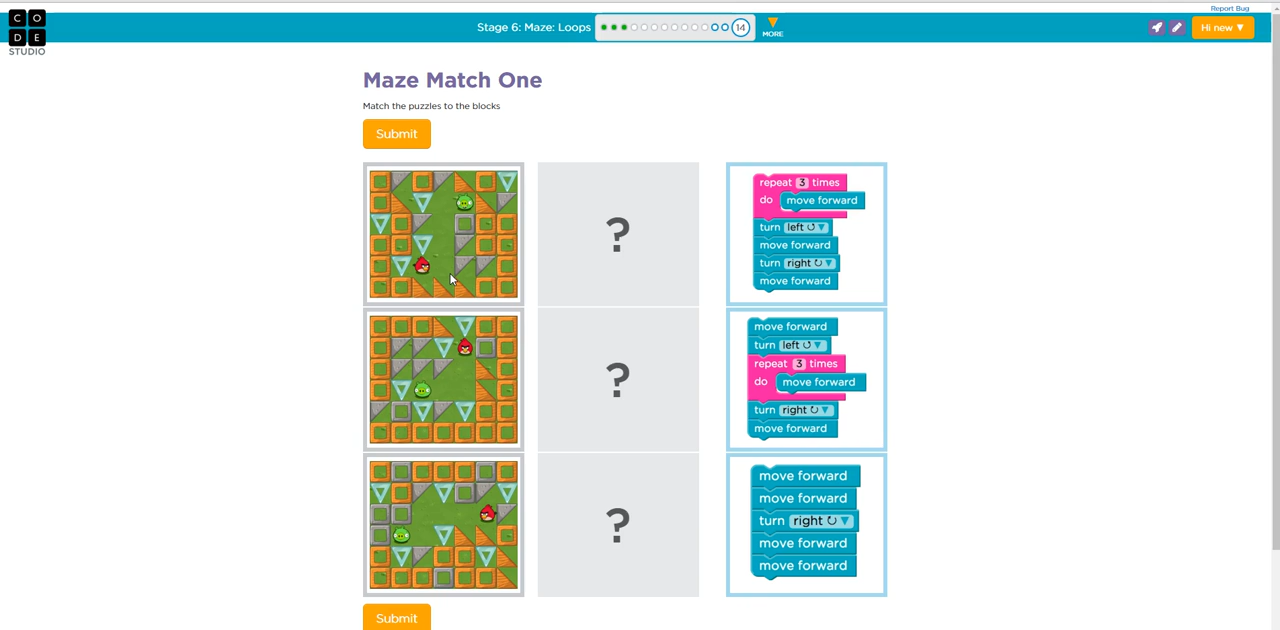 Report Bug
C O
D E
STUDIO
Stage 6: Maze: Loops
14
MORE
Hi new ▼
Maze Match One
Match the puzzles to the blocks
Submit
?
repeat 3 times
do move forward
turn left ↺ ▼
move forward
turn right ↻ ▼
move forward
?
move forward
turn left ↺ ▼
repeat 3 times
do move forward
turn right ↻ ▼
move forward
?
move forward
move forward
turn right ↻ ▼
move forward
move forward
Submit